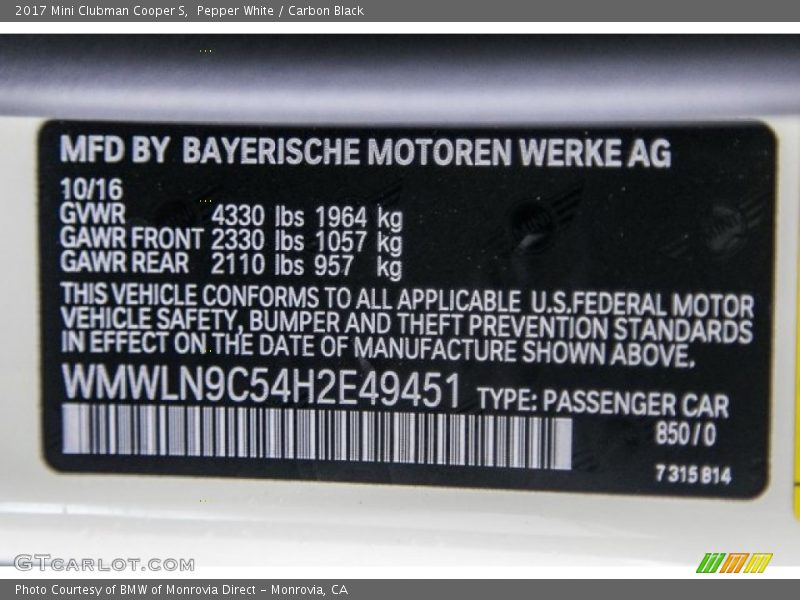 2017 Mini Clubman Cooper S,  Pepper White / Carbon Black
MFD BY BAYERISCHE MOTOREN WERKE AG
10/16
GVWR 4330 lbs 1964 kg
GAWR FRONT 2330 lbs 1057 kg
GAWR REAR 2110 lbs 957 kg
THIS VEHICLE CONFORMS TO ALL APPLICABLE U.S.FEDERAL MOTOR
VEHICLE SAFETY, BUMPER AND THEFT PREVENTION STANDARDS
IN EFFECT ON THE DATE OF MANUFACTURE SHOWN ABOVE.
WMWLN9C54H2E49451 TYPE: PASSENGER CAR
850/0
7 315 814
GTCARLOT.COM
Photo Courtesy of BMW of Monrovia Direct – Monrovia, CA